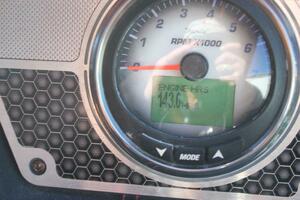 0 1 2 3 4 5 6
RPM X1000
ENGINE HRS
143.6
MODE